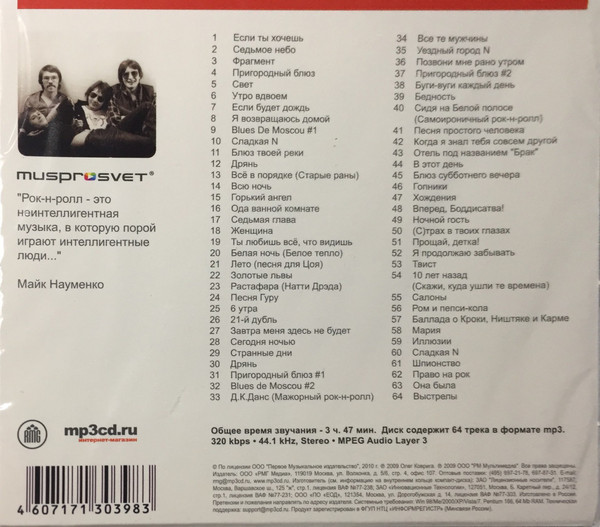 1 Если ты хочешь
2 Седьмое небо
3 Фрагмент
4 Пригородный блюз
5 Свет
6 Утро вдвоем
7 Если будет дождь
8 Я возвращаюсь домой
9 Blues De Moscou #1
10 Сладкая N
11 Блюз твоей реки
12 Дрянь
13 Всё в порядке (Старые раны)
14 Всю ночь
15 Горький ангел
16 Ода ванной комнате
17 Седьмая глава
18 Женщина
19 Ты любишь всё, что видишь
20 Белая ночь (Белое тепло)
21 Лето (песня для Цоя)
22 Золотые львы
23 Растафара (Натти Дрэда)
24 Песня Гуру
25 6 утра
26 21-й дубль
27 Завтра меня здесь не будет
28 Сегодня ночью
29 Странные дни
30 Дрянь
31 Пригородный блюз #1
32 Blues de Moscou #2
33 Д.К.Данс (Мажорный рок-н-ролл)
34 Все те мужчины
35 Уездный город N
36 Позвони мне рано утром
37 Пригородный блюз #2
38 Буги-вуги каждый день
39 Бедность
40 Сидя на Белой полосе
(Самоироничный рок-н-ролл)
41 Песня простого человека
42 Когда я знал тебя совсем другой
43 Отель под названием "Брак"
44 В этот день
45 Блюз субботнего вечера
46 Гопники
47 Хождения
48 Вперед, Боддисатва!
49 Ночной гость
50 (С)трах в твоих глазах
51 Прощай, детка!
52 Я продолжаю забывать
53 Твист
54 10 лет назад
(Скажи, куда ушли те времена)
55 Салоны
56 Ром и пепси-кола
57 Баллада о Кроки, Ништяке и Карме
58 Мария
59 Иллюзии
60 Сладкая N
61 Шпионство
62 Право на рок
63 Она была
64 Выстрелы
musprosvet®
"Рок-н-ролл - это
неинтеллигентная
музыка, в которую порой
играют интеллигентные
люди..."
Майк Науменко
RMG
mp3cd.ru
интернет-магазин
Общее время звучания - 3 ч. 47 мин. Диск содержит 64 трека в формате mp3.
320 kbps • 44.1 kHz, Stereo • MPEG Audio Layer 3
4 607171 303983